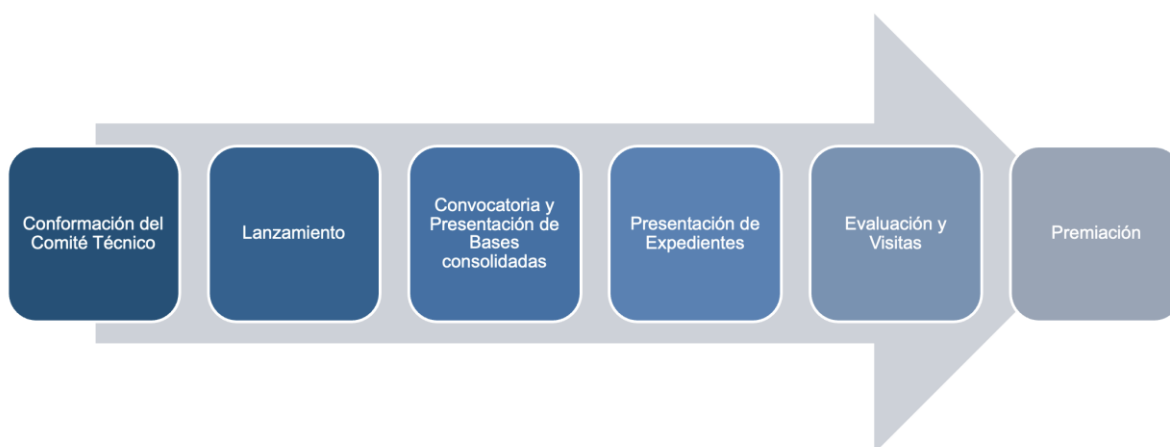 Conformación del
Comité Técnico
Lanzamiento
Convocatoria y
Presentación de
Bases
consolidadas
Presentación de
Expedientes
Evaluación y
Visitas
Premiación